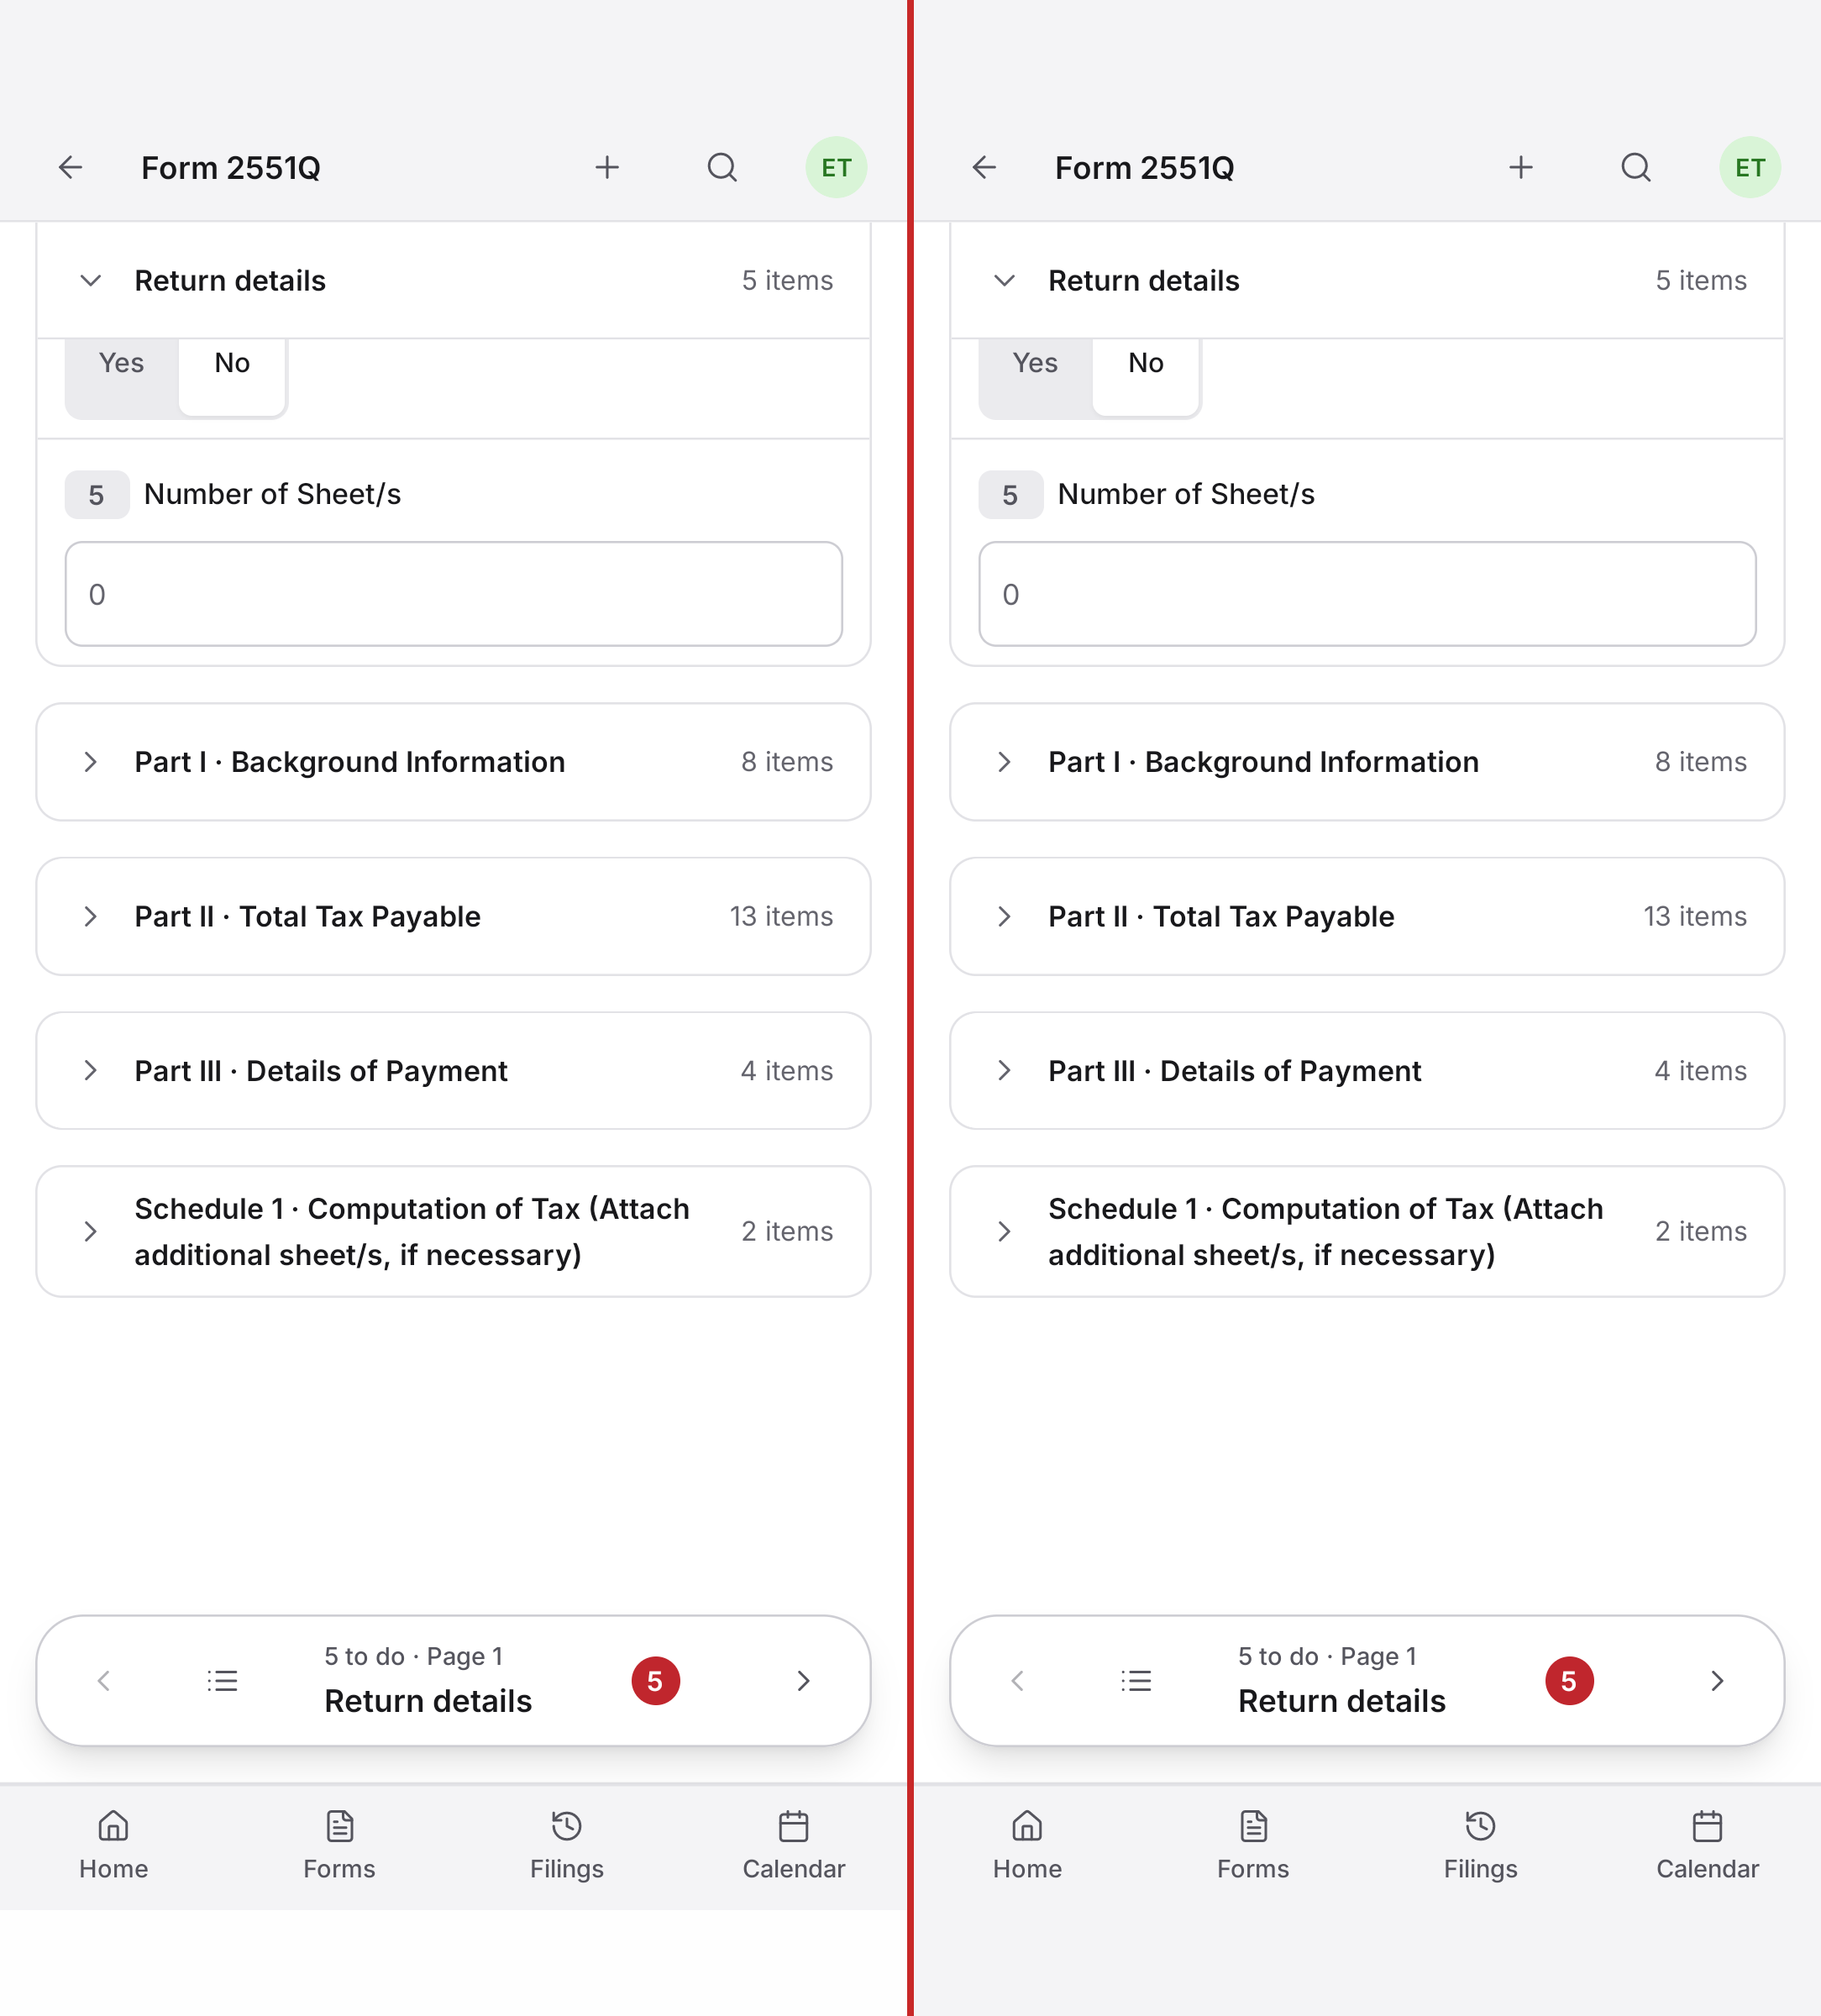 Form 2551Q
ET
Return details
5 items
Yes
No
5
Number of Sheet/s
0
Part I · Background Information
8 items
Part II · Total Tax Payable
13 items
Part III · Details of Payment
4 items
Schedule 1 · Computation of Tax (Attach
additional sheet/s, if necessary)
2 items
5 to do · Page 1
Return details
5
Home
Forms
Filings
Calendar
Form 2551Q
ET
Return details
5 items
Yes
No
5
Number of Sheet/s
0
Part I · Background Information
8 items
Part II · Total Tax Payable
13 items
Part III · Details of Payment
4 items
Schedule 1 · Computation of Tax (Attach
additional sheet/s, if necessary)
2 items
5 to do · Page 1
Return details
5
Home
Forms
Filings
Calendar